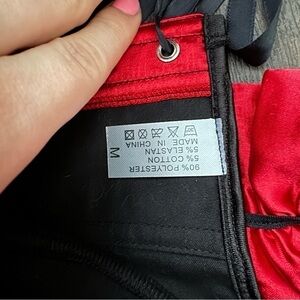 90% POLYESTER
5% COTTON
5% ELASTAN
MADE IN CHINA
M